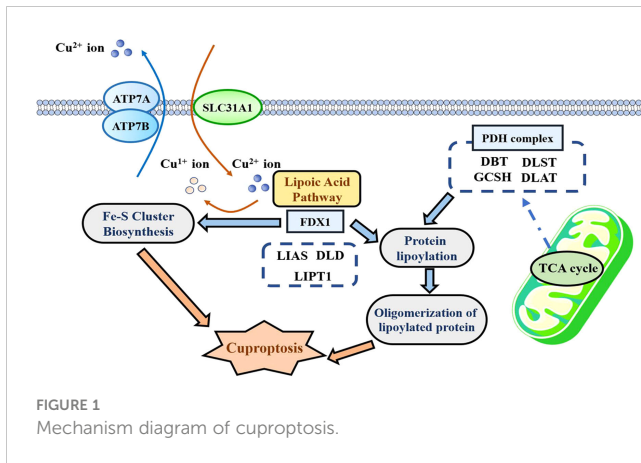 Cu²⁺ ion
ATP7A
ATP7B
SLC31A1
PDH complex
DBT DLST
GCSH DLAT
Cu¹⁺ ion
Cu²⁺ ion
Lipoic Acid
Pathway
Fe-S Cluster
Biosynthesis
FDX1
Protein
lipoylation
LIAS DLD
LIPT1
TCA cycle
Oligomerization of
lipoylated protein
Cuproptosis
FIGURE 1
Mechanism diagram of cuproptosis.